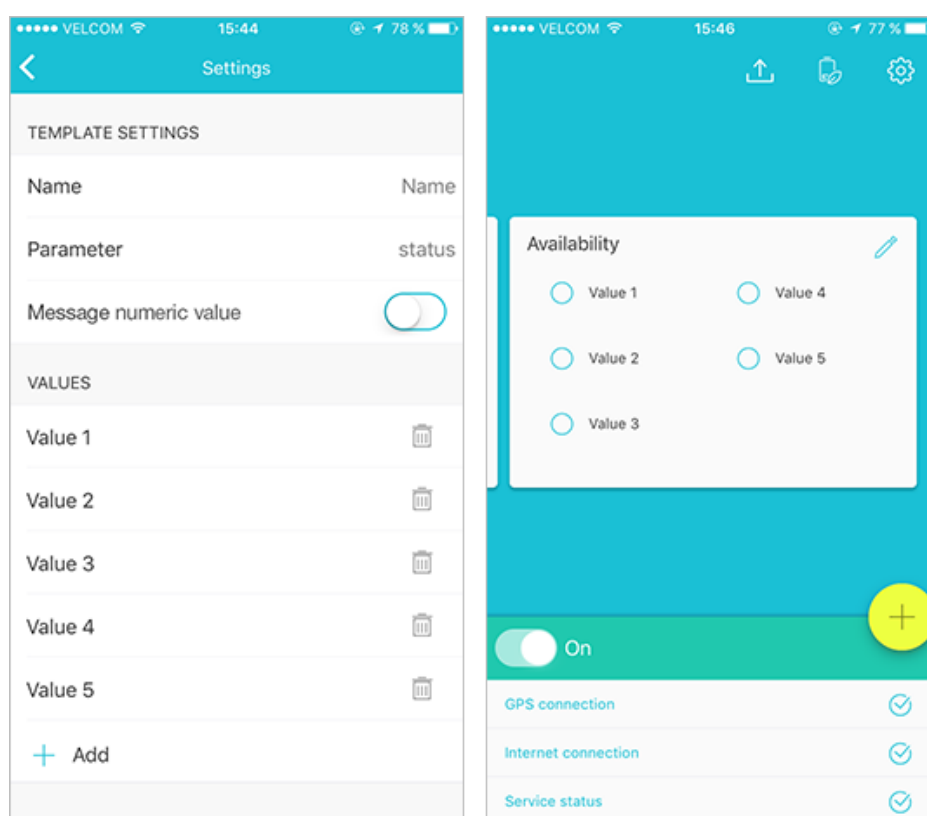 VELCOM 15:44 78 %
Settings
TEMPLATE SETTINGS
Name Name
Parameter status
Message numeric value
VALUES
Value 1
Value 2
Value 3
Value 4
Value 5
+ Add
VELCOM 15:46 77 %
Availability
Value 1 Value 4
Value 2 Value 5
Value 3
On
GPS connection
Internet connection
Service status